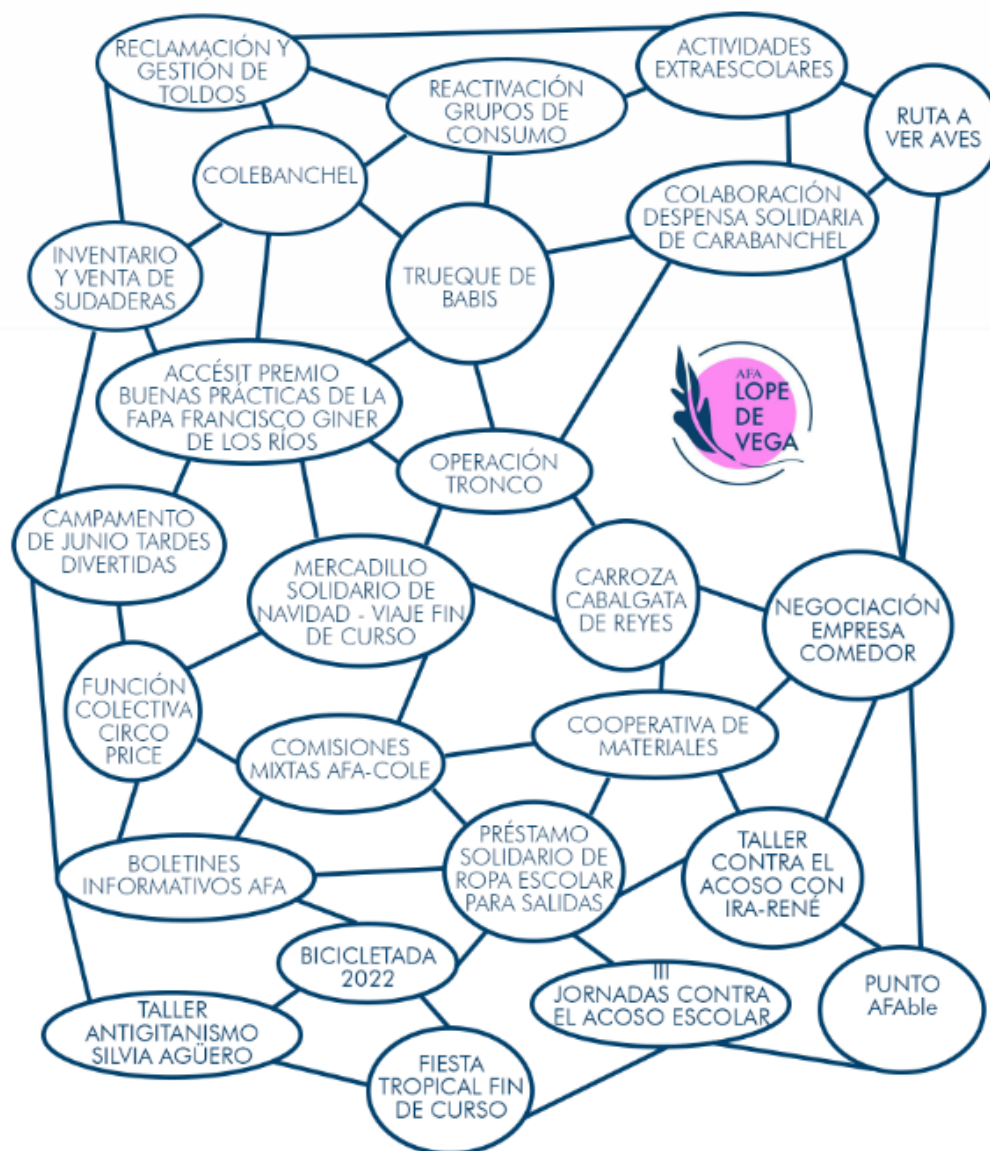 RECLAMACIÓN Y
GESTIÓN DE
TOLDOS
REACTIVACIÓN
GRUPOS DE
CONSUMO
ACTIVIDADES
EXTRAESCOLARES
RUTA A
VER AVES
COLEBANCHEL
COLABORACIÓN
DESPENSA SOLIDARIA
DE CARABANCHEL
INVENTARIO
Y VENTA DE
SUDADERAS
TRUEQUE DE
BABIS
ACCÉSIT PREMIO
BUENAS PRÁCTICAS DE LA
FAPA FRANCISCO GINER
DE LOS RÍOS
AFA
LOPE
DE
VEGA
OPERACIÓN
TRONCO
CAMPAMENTO
DE JUNIO TARDES
DIVERTIDAS
MERCADILLO
SOLIDARIO DE
NAVIDAD - VIAJE FIN
DE CURSO
CARROZA
CABALGATA
DE REYES
NEGOCIACIÓN
EMPRESA
COMEDOR
FUNCIÓN
COLECTIVA
CIRCO
PRICE
COMISIONES
MIXTAS AFA-COLE
COOPERATIVA DE
MATERIALES
BOLETINES
INFORMATIVOS AFA
PRÉSTAMO
SOLIDARIO DE
ROPA ESCOLAR
PARA SALIDAS
TALLER
CONTRA EL
ACOSO CON
IRA-RENÉ
BICICLETADA
2022
III
JORNADAS CONTRA
EL ACOSO ESCOLAR
PUNTO
AFAble
TALLER
ANTIGITANISMO
SILVIA AGÜERO
FIESTA
TROPICAL FIN
DE CURSO